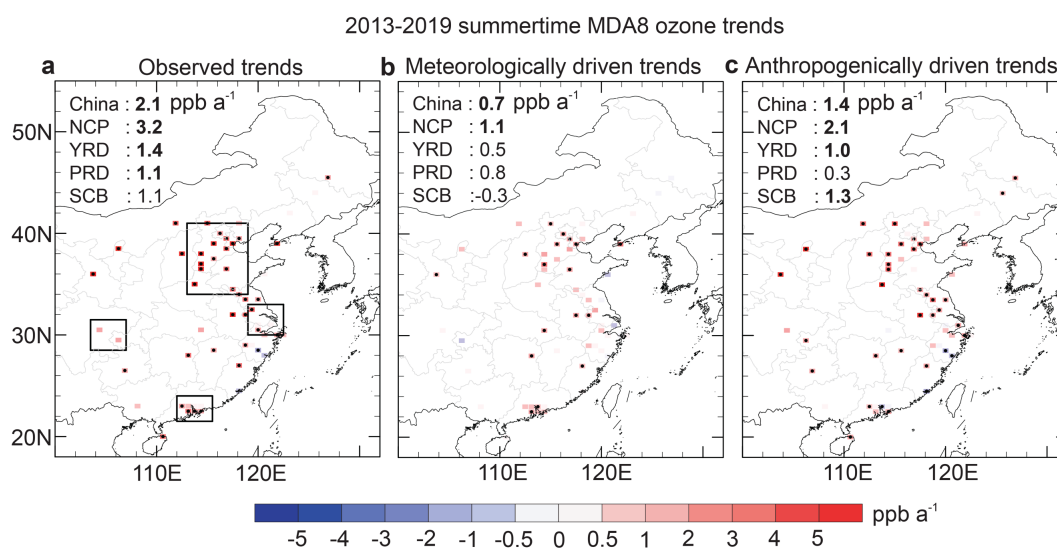 2013-2019 summertime MDA8 ozone trends
a Observed trends
b Meteorologically driven trends
c Anthropogenically driven trends
China : 2.1 ppb a⁻¹
NCP : 3.2
YRD : 1.4
PRD : 1.1
SCB : 1.1
China : 0.7 ppb a⁻¹
NCP : 1.1
YRD : 0.5
PRD : 0.8
SCB : -0.3
China : 1.4 ppb a⁻¹
NCP : 2.1
YRD : 1.0
PRD : 0.3
SCB : 1.3
50N
40N
30N
20N
110E 120E
110E 120E
110E 120E
-5 -4 -3 -2 -1 -0.5 0 0.5 1 2 3 4 5 ppb a⁻¹